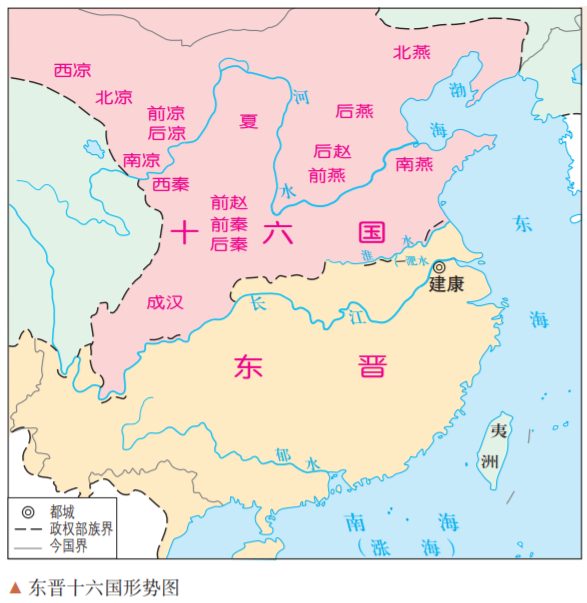 北燕
西凉
北凉
渤
河
前凉
后凉
夏
后燕
海
后赵
南凉
南燕
前燕
西秦
水
前赵
前秦
后秦
十六国
东
淮水
淝水
建康
成汉
长江
海
东晋
夷
洲
郁水
都城
政权部族界
今国界
南海
(涨海)
▲东晋十六国形势图